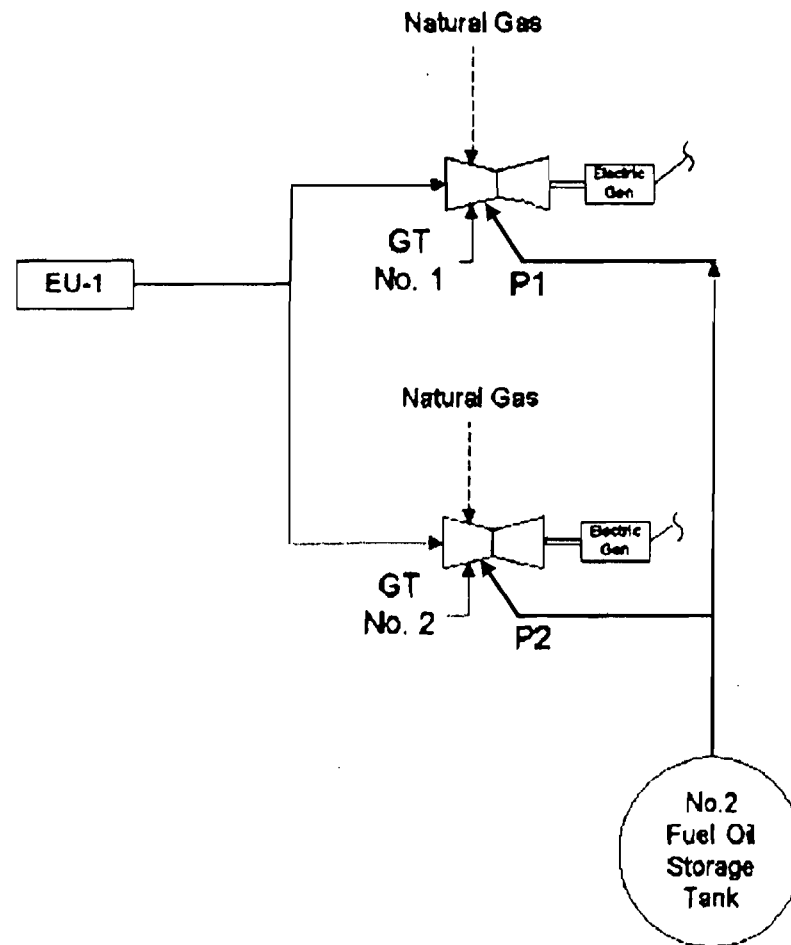 Natural Gas
Electric
Gen
GT
No. 1
P1
EU-1
Natural Gas
Electric
Gen
GT
No. 2
P2
No.2
Fuel Oil
Storage
Tank